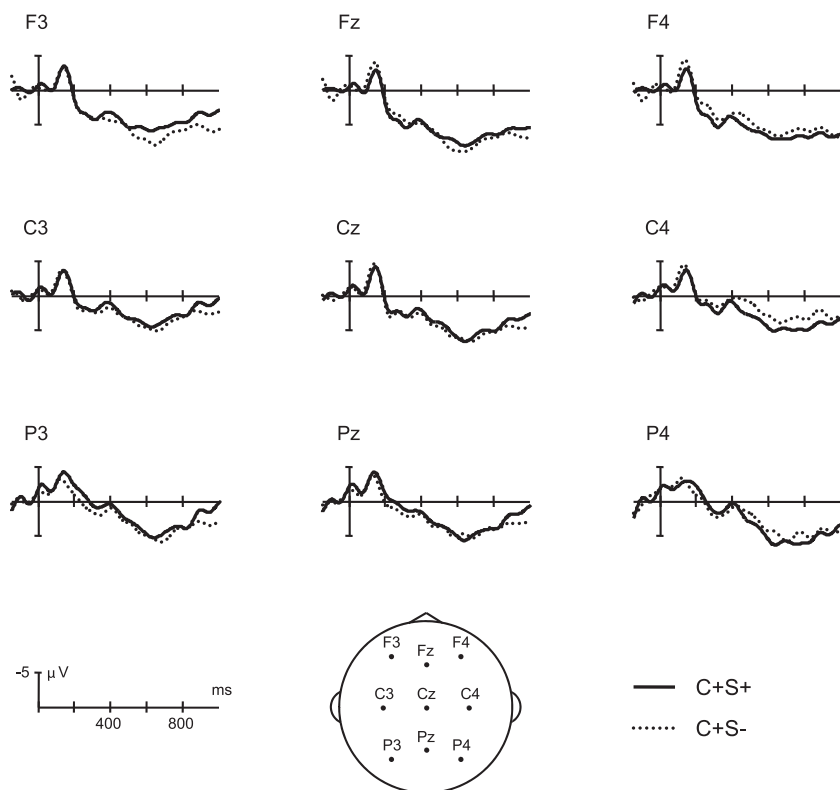 F3 Fz F4
C3 Cz C4
P3 Pz P4
F3 Fz F4
-5 μV ms C3 Cz C4 C+S+
400 800 P3 Pz P4 C+S-